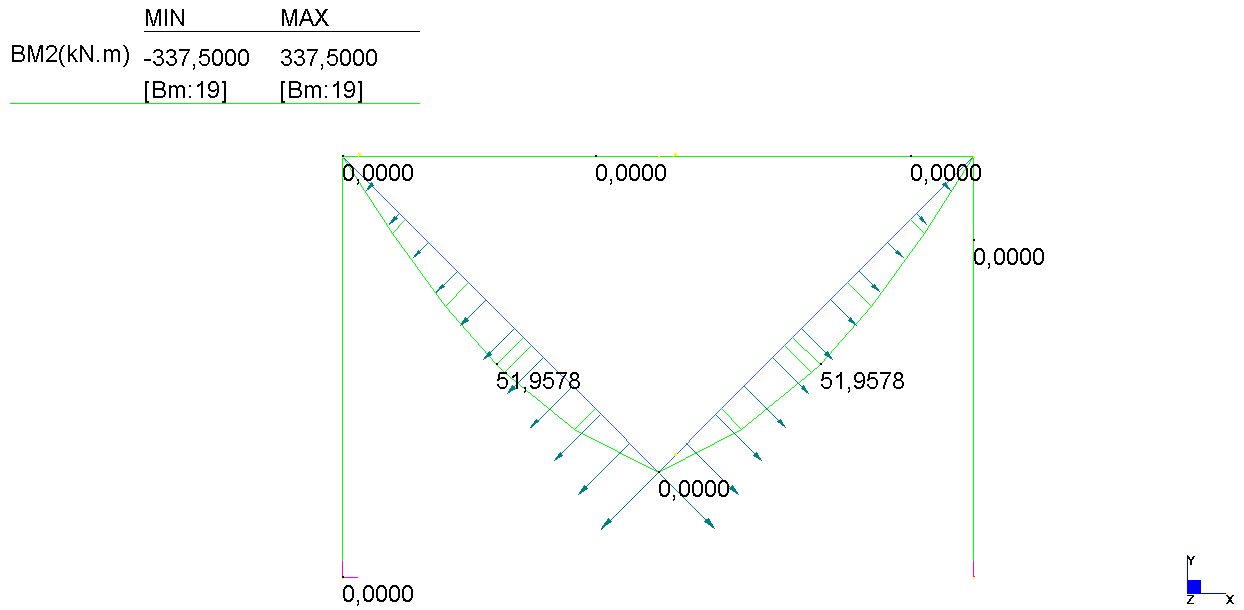 MIN MAX
BM2(kN.m) -337,5000 337,5000
[Bm:19] [Bm:19]
0,0000 0,0000 0,0000
0,0000
51,9578 51,9578
0,0000
0,0000
Y
Z X